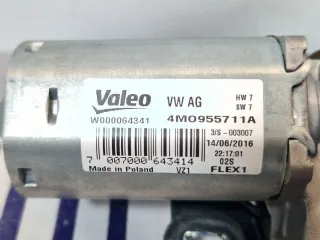 Valeo VW AG HW 7
SW 7
W000064341 4M0955711A
3/S -003007
14/06/2016
22:17:01
7 007000 643414 02S
Made in Poland VZ1 FLEX1